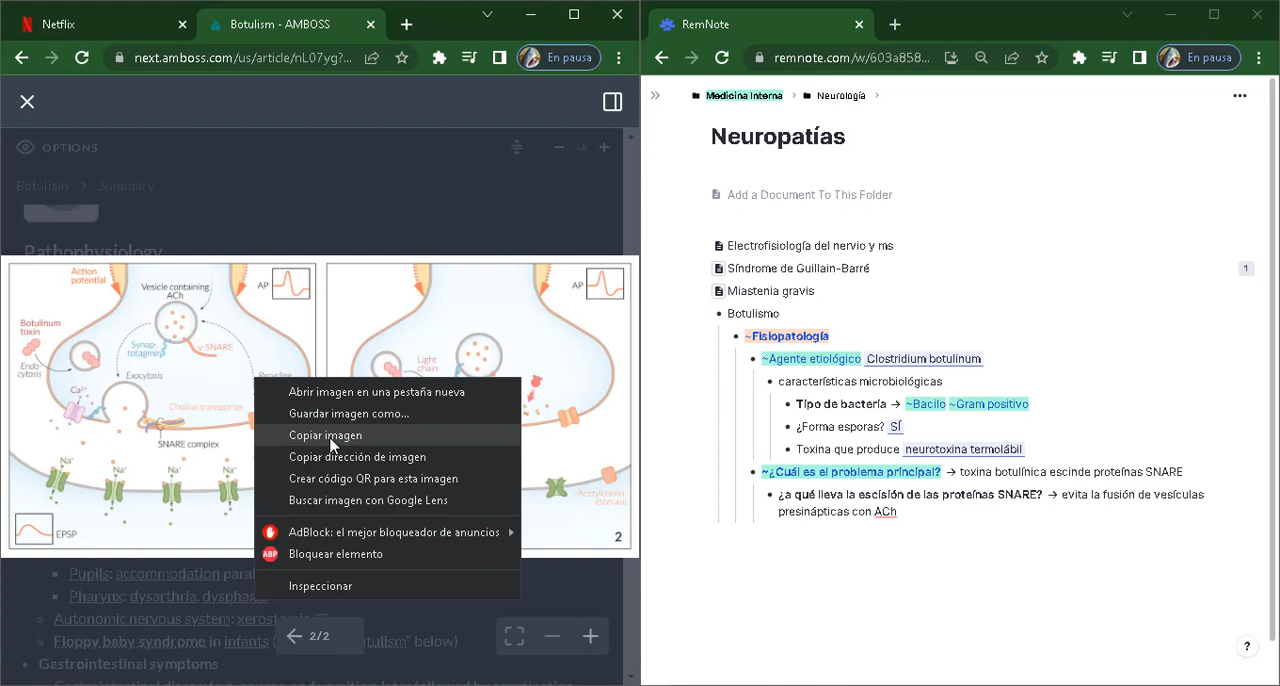 Netflix
Botulism - AMBOSS
next.amboss.com/us/article/nL07yg?...
En pausa
OPTIONS
Botulism > Summary
Pathophysiology
Action
potential
Vesicle containing
ACh
AP
Botulinum
toxin
Synap-
totagmin
v-SNARE
Endo-
cytosis
Exocytosis
Recycling
Ca2+
Choline transporter
SNARE complex
Na+
Na+
Na+
Na+
EPSP
AP
Light
chain
Acetylcholin-
esterase
2
Abrir imagen en una pestaña nueva
Guardar imagen como...
Copiar imagen
Copiar dirección de imagen
Crear código QR para esta imagen
Buscar imagen con Google Lens
AdBlock: el mejor bloqueador de anuncios
ABP Bloquear elemento
Inspeccionar
Pupils: accommodation
Pharynx: dysarthria,
Autonomic nervous system:
Floppy baby syndrome in infants
below)
Gastrointestinal symptoms
2/2
RemNote
remnote.com/w/603a858...
En pausa
Medicina Interna > Neurología >
Neuropatías
Add a Document To This Folder
Electrofisiología del nervio y ms
Síndrome de Guillain-Barré 1
Miastenia gravis
Botulismo
~Fisiopatología
~Agente etiológico Clostridium botulinum
características microbiológicas
Tipo de bacteria → ~Bacilo ~Gram positivo
¿Forma esporas? SÍ
Toxina que produce neurotoxina termolábil
~¿Cuál es el problema principal? → toxina botulínica escinde proteínas SNARE
¿a qué lleva la escisión de las proteínas SNARE? → evita la fusión de vesículas
presinápticas con ACh
?